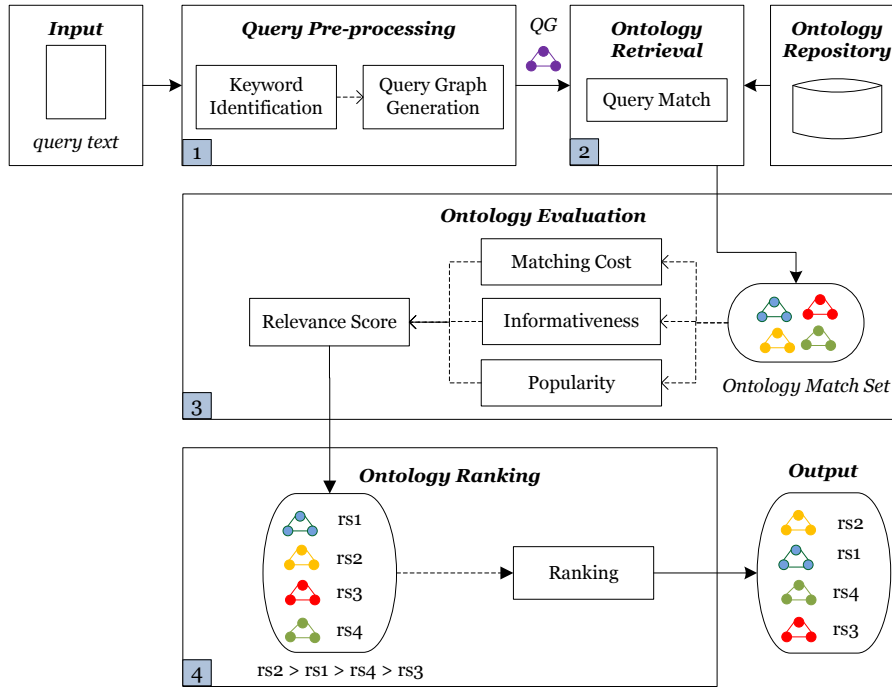 Input
query text
Query Pre-processing
Keyword
Identification
Query Graph
Generation
1
QG
Ontology
Retrieval
Query Match
2
Ontology
Repository
Ontology Evaluation
Matching Cost
Informativeness
Popularity
Relevance Score
Ontology Match Set
3
Ontology Ranking
rs1
rs2
rs3
rs4
rs2 > rs1 > rs4 > rs3
Ranking
4
Output
rs2
rs1
rs4
rs3